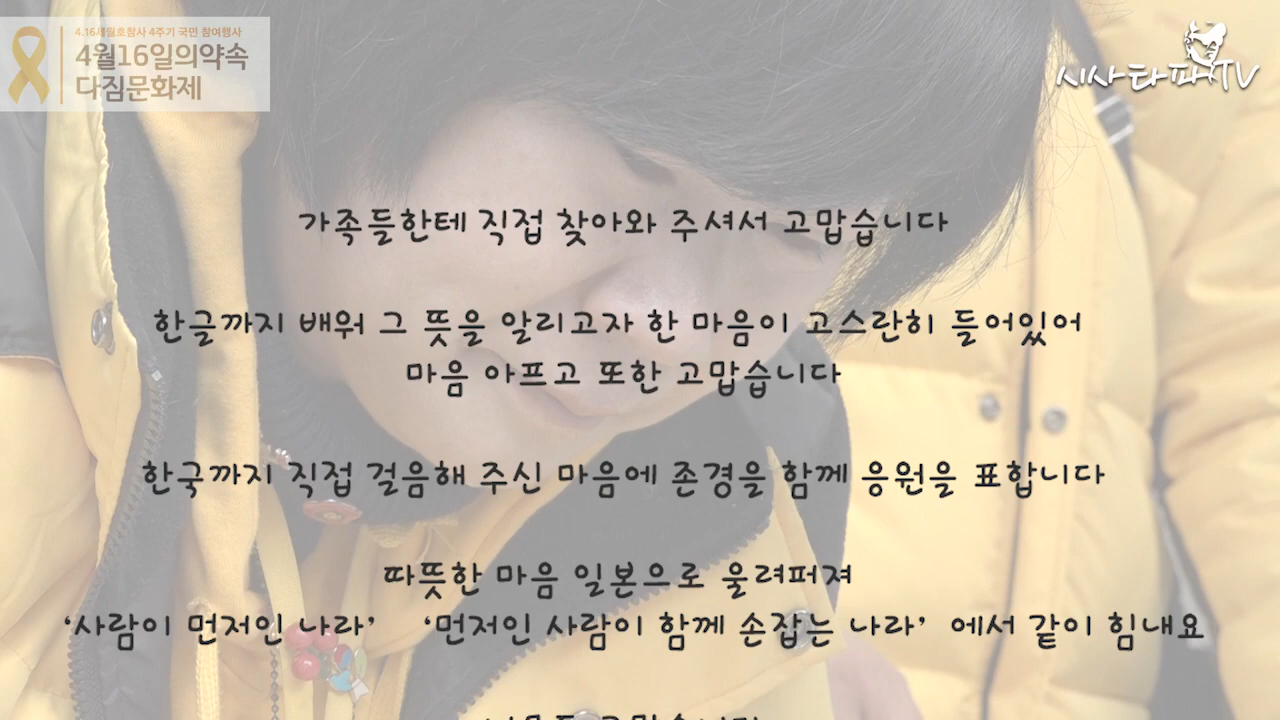 4.16세월호참사 4주기 국민 참여행사
4월16일의약속
다짐문화제
시사타파TV
가족들한테 직접 찾아와 주셔서 고맙습니다
한글까지 배워 그 뜻을 알리고자 한 마음이 고스란히 들어있어
마음 아프고 또한 고맙습니다
한국까지 직접 걸음해 주신 마음에 존경을 함께 응원을 표합니다
따뜻한 마음 일본으로 울려퍼져
‘사람이 먼저인 나라’ ‘먼저인 사람이 함께 손잡는 나라’ 에서 같이 힘내요